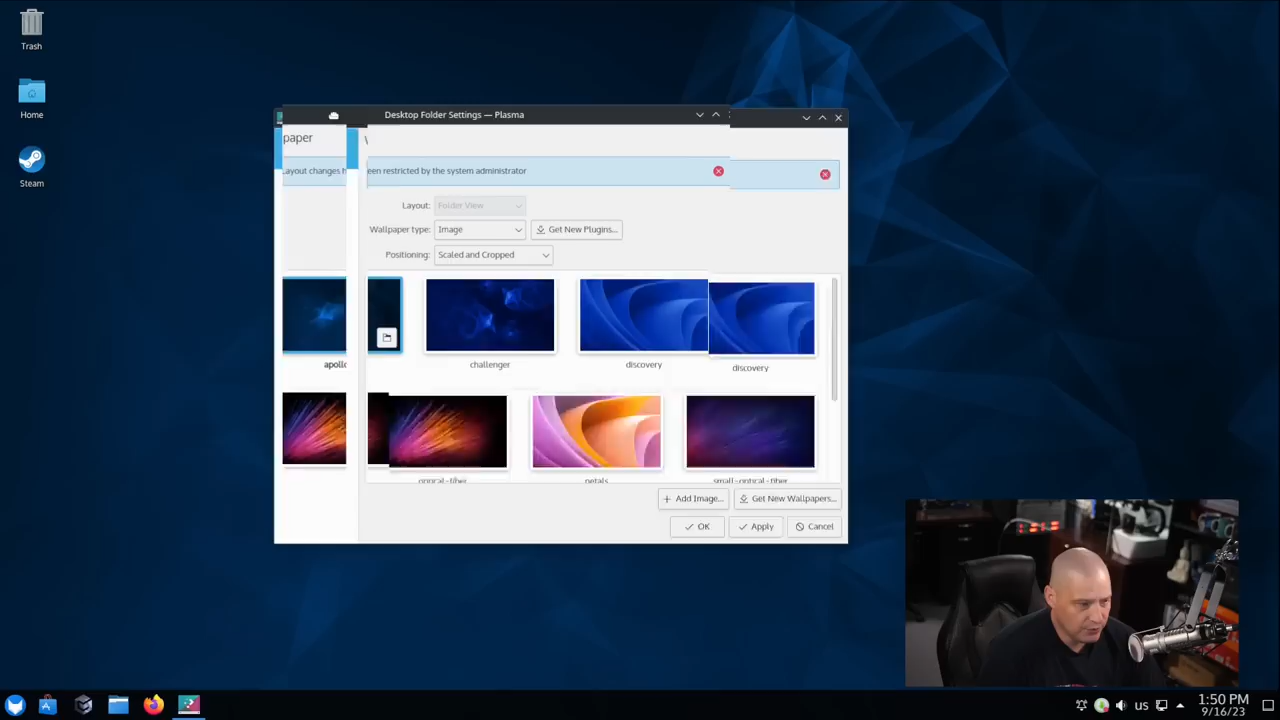 Trash
Home
Steam
Desktop Folder Settings — Plasma
paper
Layout changes h
een restricted by the system administrator
Layout:
Folder View
Wallpaper type:
Image
Get New Plugins...
Positioning:
Scaled and Cropped
apollo
challenger
discovery
discovery
optical-fiber
petals
small-optical-fiber
Add Image...
Get New Wallpapers...
OK
Apply
Cancel
us
1:50 PM
9/16/23